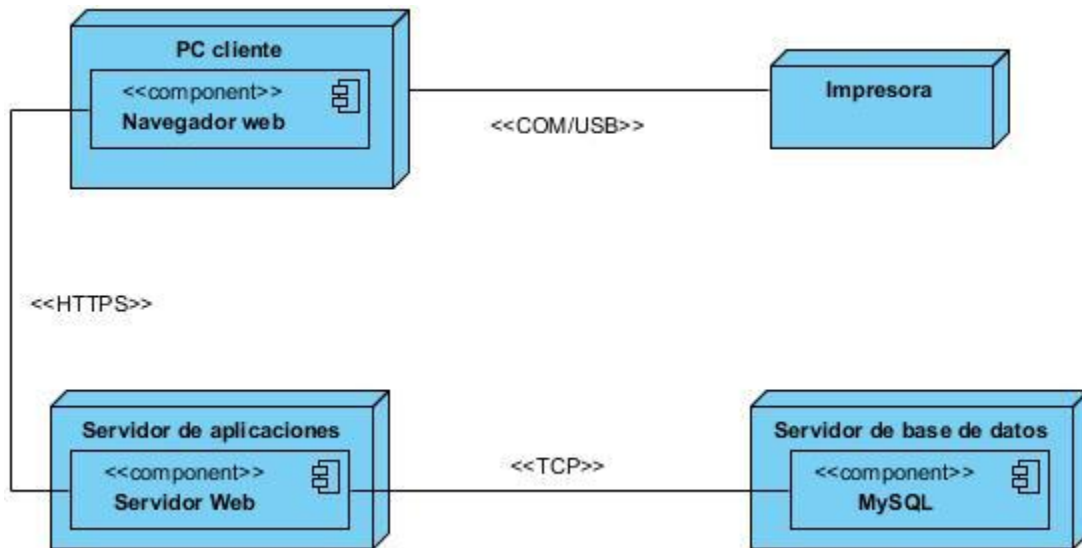 PC cliente
<<component>>
Navegador web
Impresora
<<COM/USB>>
<<HTTPS>>
Servidor de aplicaciones
<<component>>
Servidor Web
<<TCP>>
Servidor de base de datos
<<component>>
MySQL